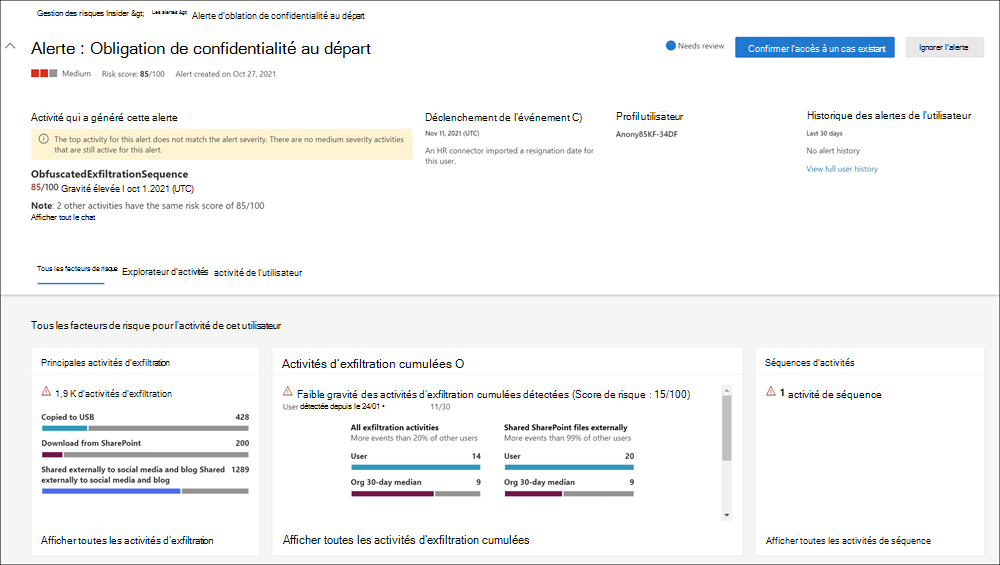 Gestion des risques Insider &gt; Les alertes &gt Alerte d'oblation de confidentialité au départ
Alerte : Obligation de confidentialité au départ
Needs review
Confirmer l'accès à un cas existant
Ignorer l'alerte
Medium Risk score: 85/100 Alert created on Oct 27, 2021
Activité qui a généré cette alerte
The top activity for this alert does not match the alert severity. There are no medium severity activities
that are still active for this alert.
ObfuscatedExfiltrationSequence
85/100 Gravité élevée I oct 1.2021 (UTC)
Note: 2 other activities have the same risk score of 85/100
Afficher tout le chat
Déclenchement de l'événement C)
Nov 11, 2021 (UTC)
An HR connector imported a resignation date for
this user.
Profil utilisateur
Anony85KF-34DF
Historique des alertes de l'utilisateur
Last 30 days
No alert history
View full user history
Tous les facteurs de risque Explorateur d'activités activité de l'utilisateur
Tous les facteurs de risque pour l'activité de cet utilisateur
Principales activités d'exfiltration
1,9 K d'activités d'exfiltration
Copied to USB 428
Download from SharePoint 200
Shared externally to social media and blog Shared 1289
externally to social media and blog
Afficher toutes les activités d'exfiltration
Activités d'exfiltration cumulées O
Faible gravité des activités d'exfiltration cumulées détectées (Score de risque : 15/100)
User détectée depuis le 24/01 • 11/30
All exfiltration activities
More events than 20% of other users
User 14
Org 30-day median 9
Shared SharePoint files externally
More events than 99% of other users
User 20
Org 30-day median 9
Afficher toutes les activités d'exfiltration cumulées
Séquences d'activités
1 activité de séquence
Afficher toutes les activités de séquence